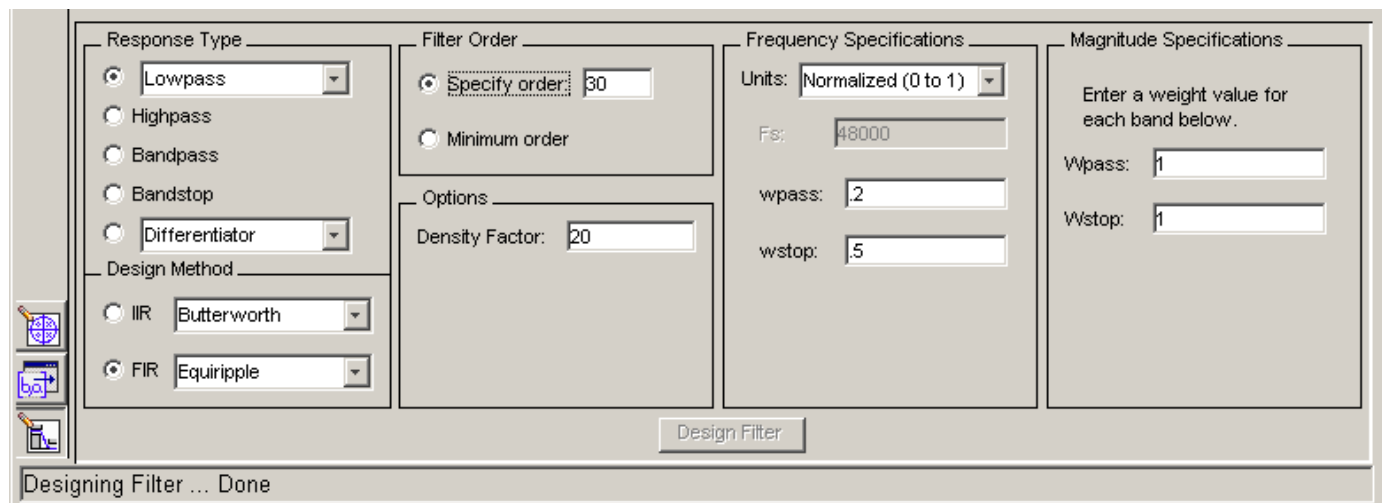 Response Type
Lowpass
Highpass
Bandpass
Bandstop
Differentiator
Design Method
IIR Butterworth
FIR Equiripple
Filter Order
Specify order: 30
Minimum order
Options
Density Factor: 20
Frequency Specifications
Units: Normalized (0 to 1)
Fs: 48000
wpass: .2
wstop: .5
Magnitude Specifications
Enter a weight value for
each band below.
Wpass: 1
Wstop: 1
[b,a]
Design Filter
Designing Filter ... Done